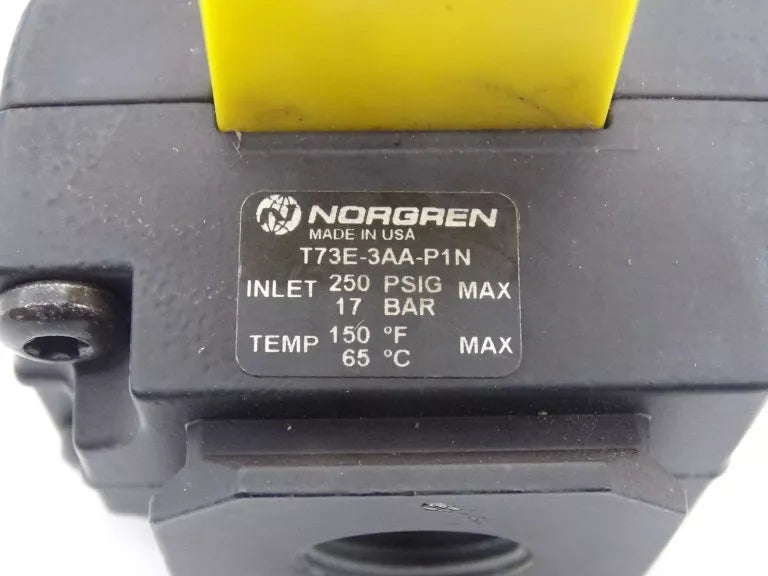 N NORGREN
MADE IN USA
T73E-3AA-P1N
INLET 250 PSIG MAX
17 BAR
TEMP 150 °F MAX
65 °C